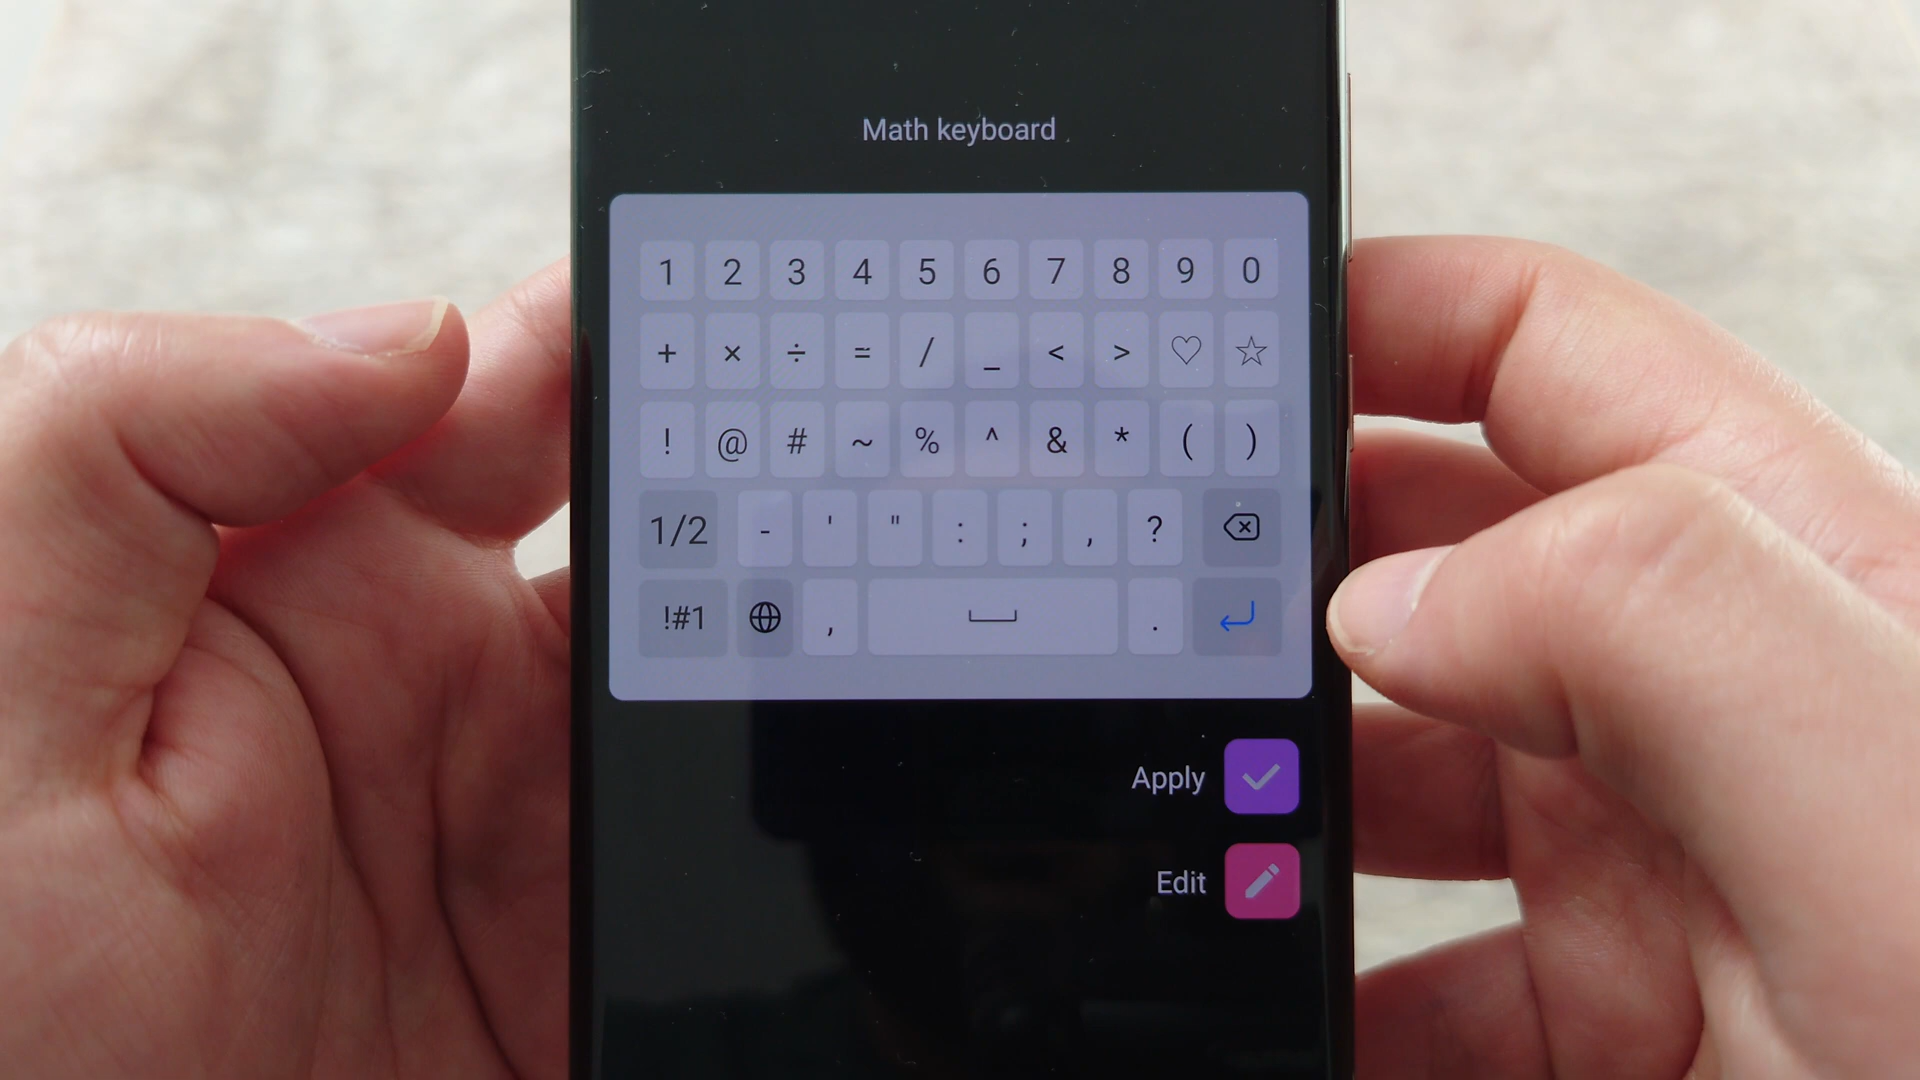 Math keyboard
1 2 3 4 5 6 7 8 9 0
+ × ÷ = / _ < > ♡ ☆
! @ # ~ % ^ & * ( )
1/2 - ' " : ; , ?
!#1 , .
Apply
Edit